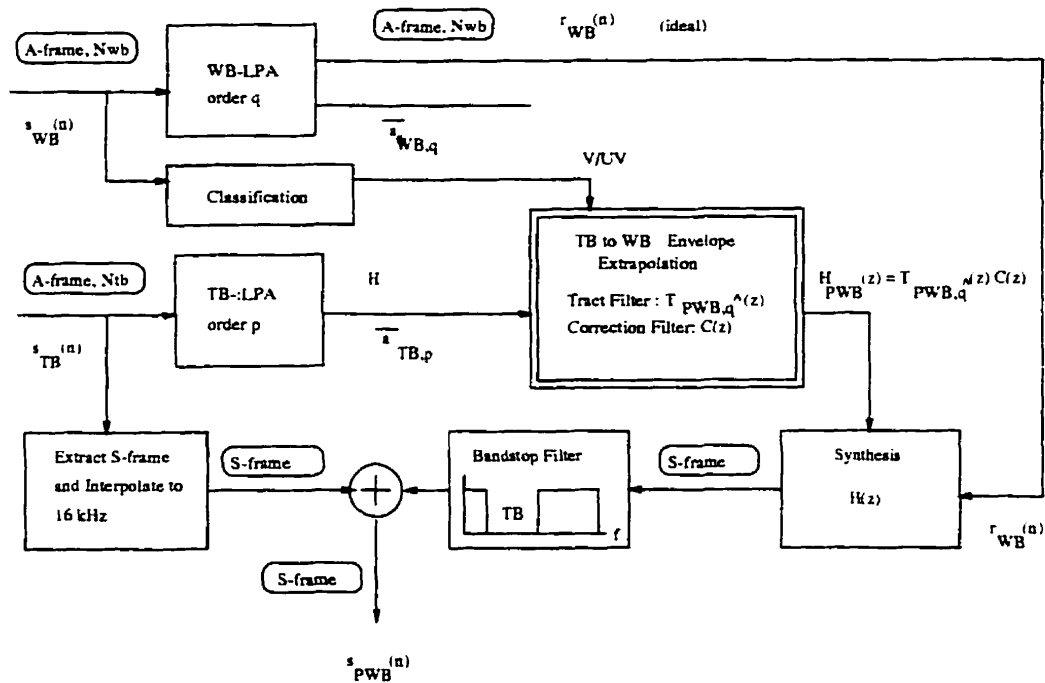 A-frame, Nwb
A-frame, Nwb
r WB (n) (ideal)
WB-LPA
order q
s WB (n)
a WB,q
V/UV
Classification
TB to WB Envelope
Extrapolation
Tract Filter : T PWB,q^(z)
Correction Filter: C(z)
H PWB (z) = T PWB,q^(z) C(z)
A-frame, Ntb
TB-:LPA
order p
H
a TB,p
s TB (n)
Extract S-frame
and Interpolate to
16 kHz
S-frame
+
Bandstop Filter
TB
f
S-frame
Synthesis
H(z)
r WB (n)
S-frame
s PWB (n)